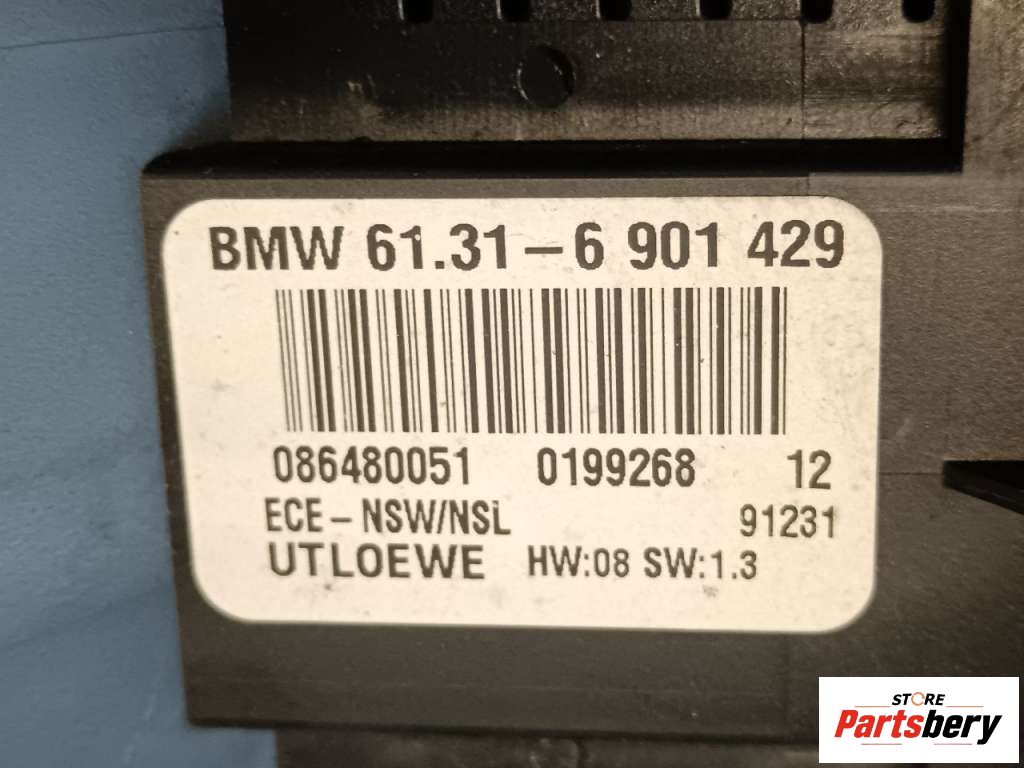 BMW 61.31–6 901 429
086480051 0199268 12
ECE – NSW/NSL 91231
UTLOEWE HW:08 SW:1.3
STORE
Partsbery